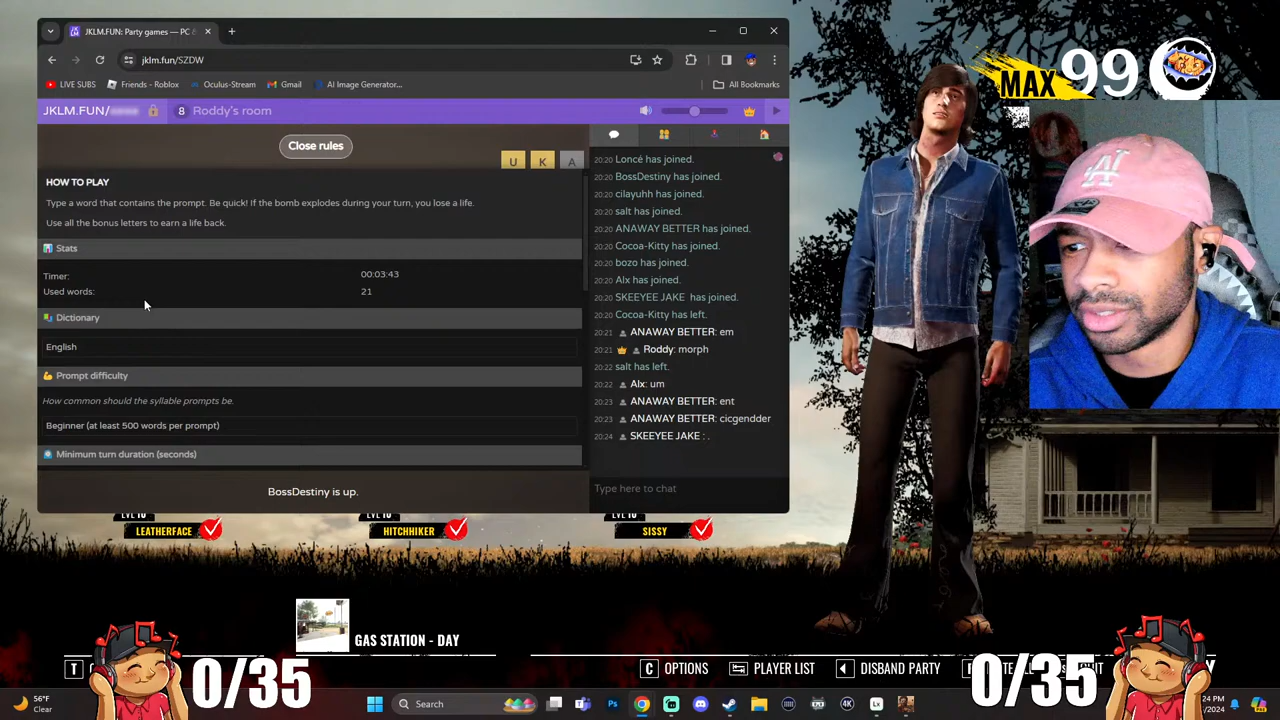 JKLM.FUN: Party games — PC &
jklm.fun/SZDW
LIVE SUBS
Friends - Roblox
Oculus-Stream
Gmail
AI Image Generator...
All Bookmarks
JKLM.FUN/
8
Roddy's room
Close rules
U K A
HOW TO PLAY
Type a word that contains the prompt. Be quick! If the bomb explodes during your turn, you lose a life.
Use all the bonus letters to earn a life back.
Stats
Timer: 00:03:43
Used words: 21
Dictionary
English
Prompt difficulty
How common should the syllable prompts be.
Beginner (at least 500 words per prompt)
Minimum turn duration (seconds)
BossDestiny is up.
20:20 Loncé has joined.
20:20 BossDestiny has joined.
20:20 cilayuhh has joined.
20:20 salt has joined.
20:20 ANAWAY BETTER has joined.
20:20 Cocoa-Kitty has joined.
20:20 bozo has joined.
20:20 Alx has joined.
20:20 SKEEYEE JAKE has joined.
20:20 Cocoa-Kitty has left.
20:21 ANAWAY BETTER: em
20:21 Roddy: morph
20:22 salt has left.
20:22 Alx: um
20:23 ANAWAY BETTER: ent
20:23 ANAWAY BETTER: cicgendder
20:24 SKEEYEE JAKE : .
Type here to chat
MAX 99
LA
LEATHERFACE
HITCHHIKER
SISSY
GAS STATION - DAY
T
C OPTIONS
PLAYER LIST
DISBAND PARTY
0/35
0/35
56°F
Clear
Search